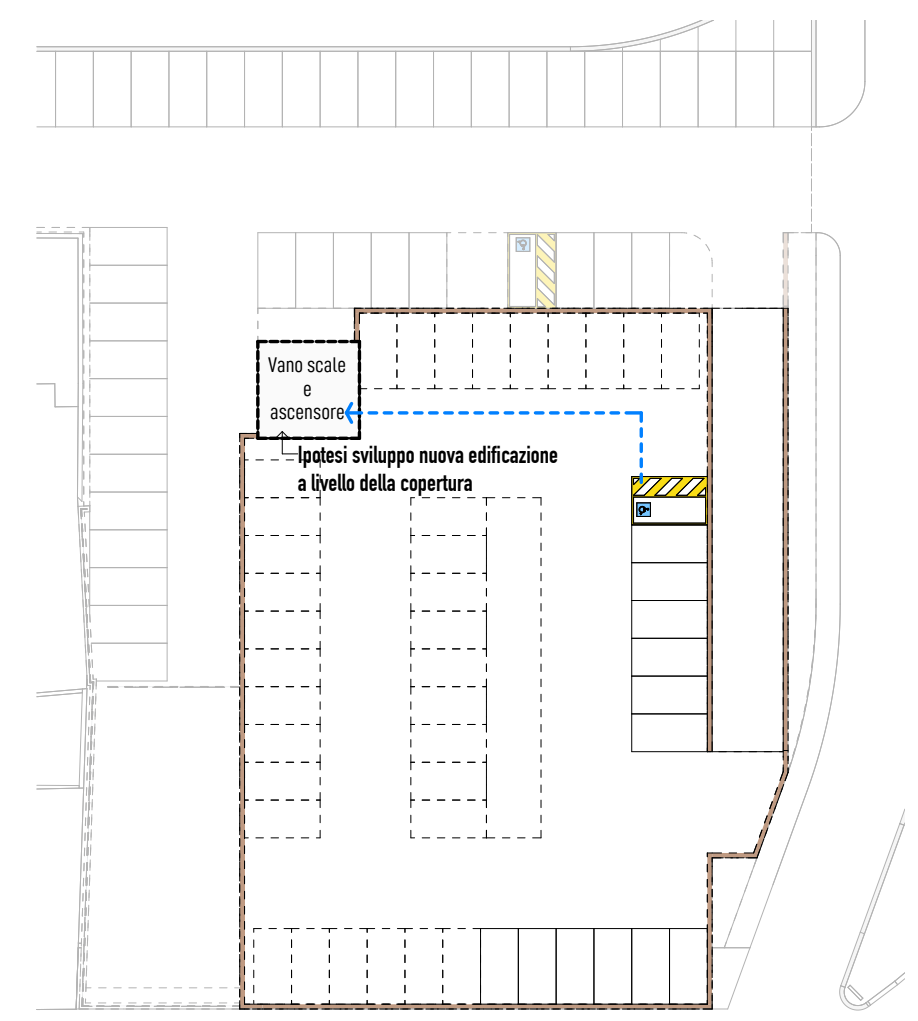 Vano scale
e
ascensore
Ipotesi sviluppo nuova edificazione
a livello della copertura